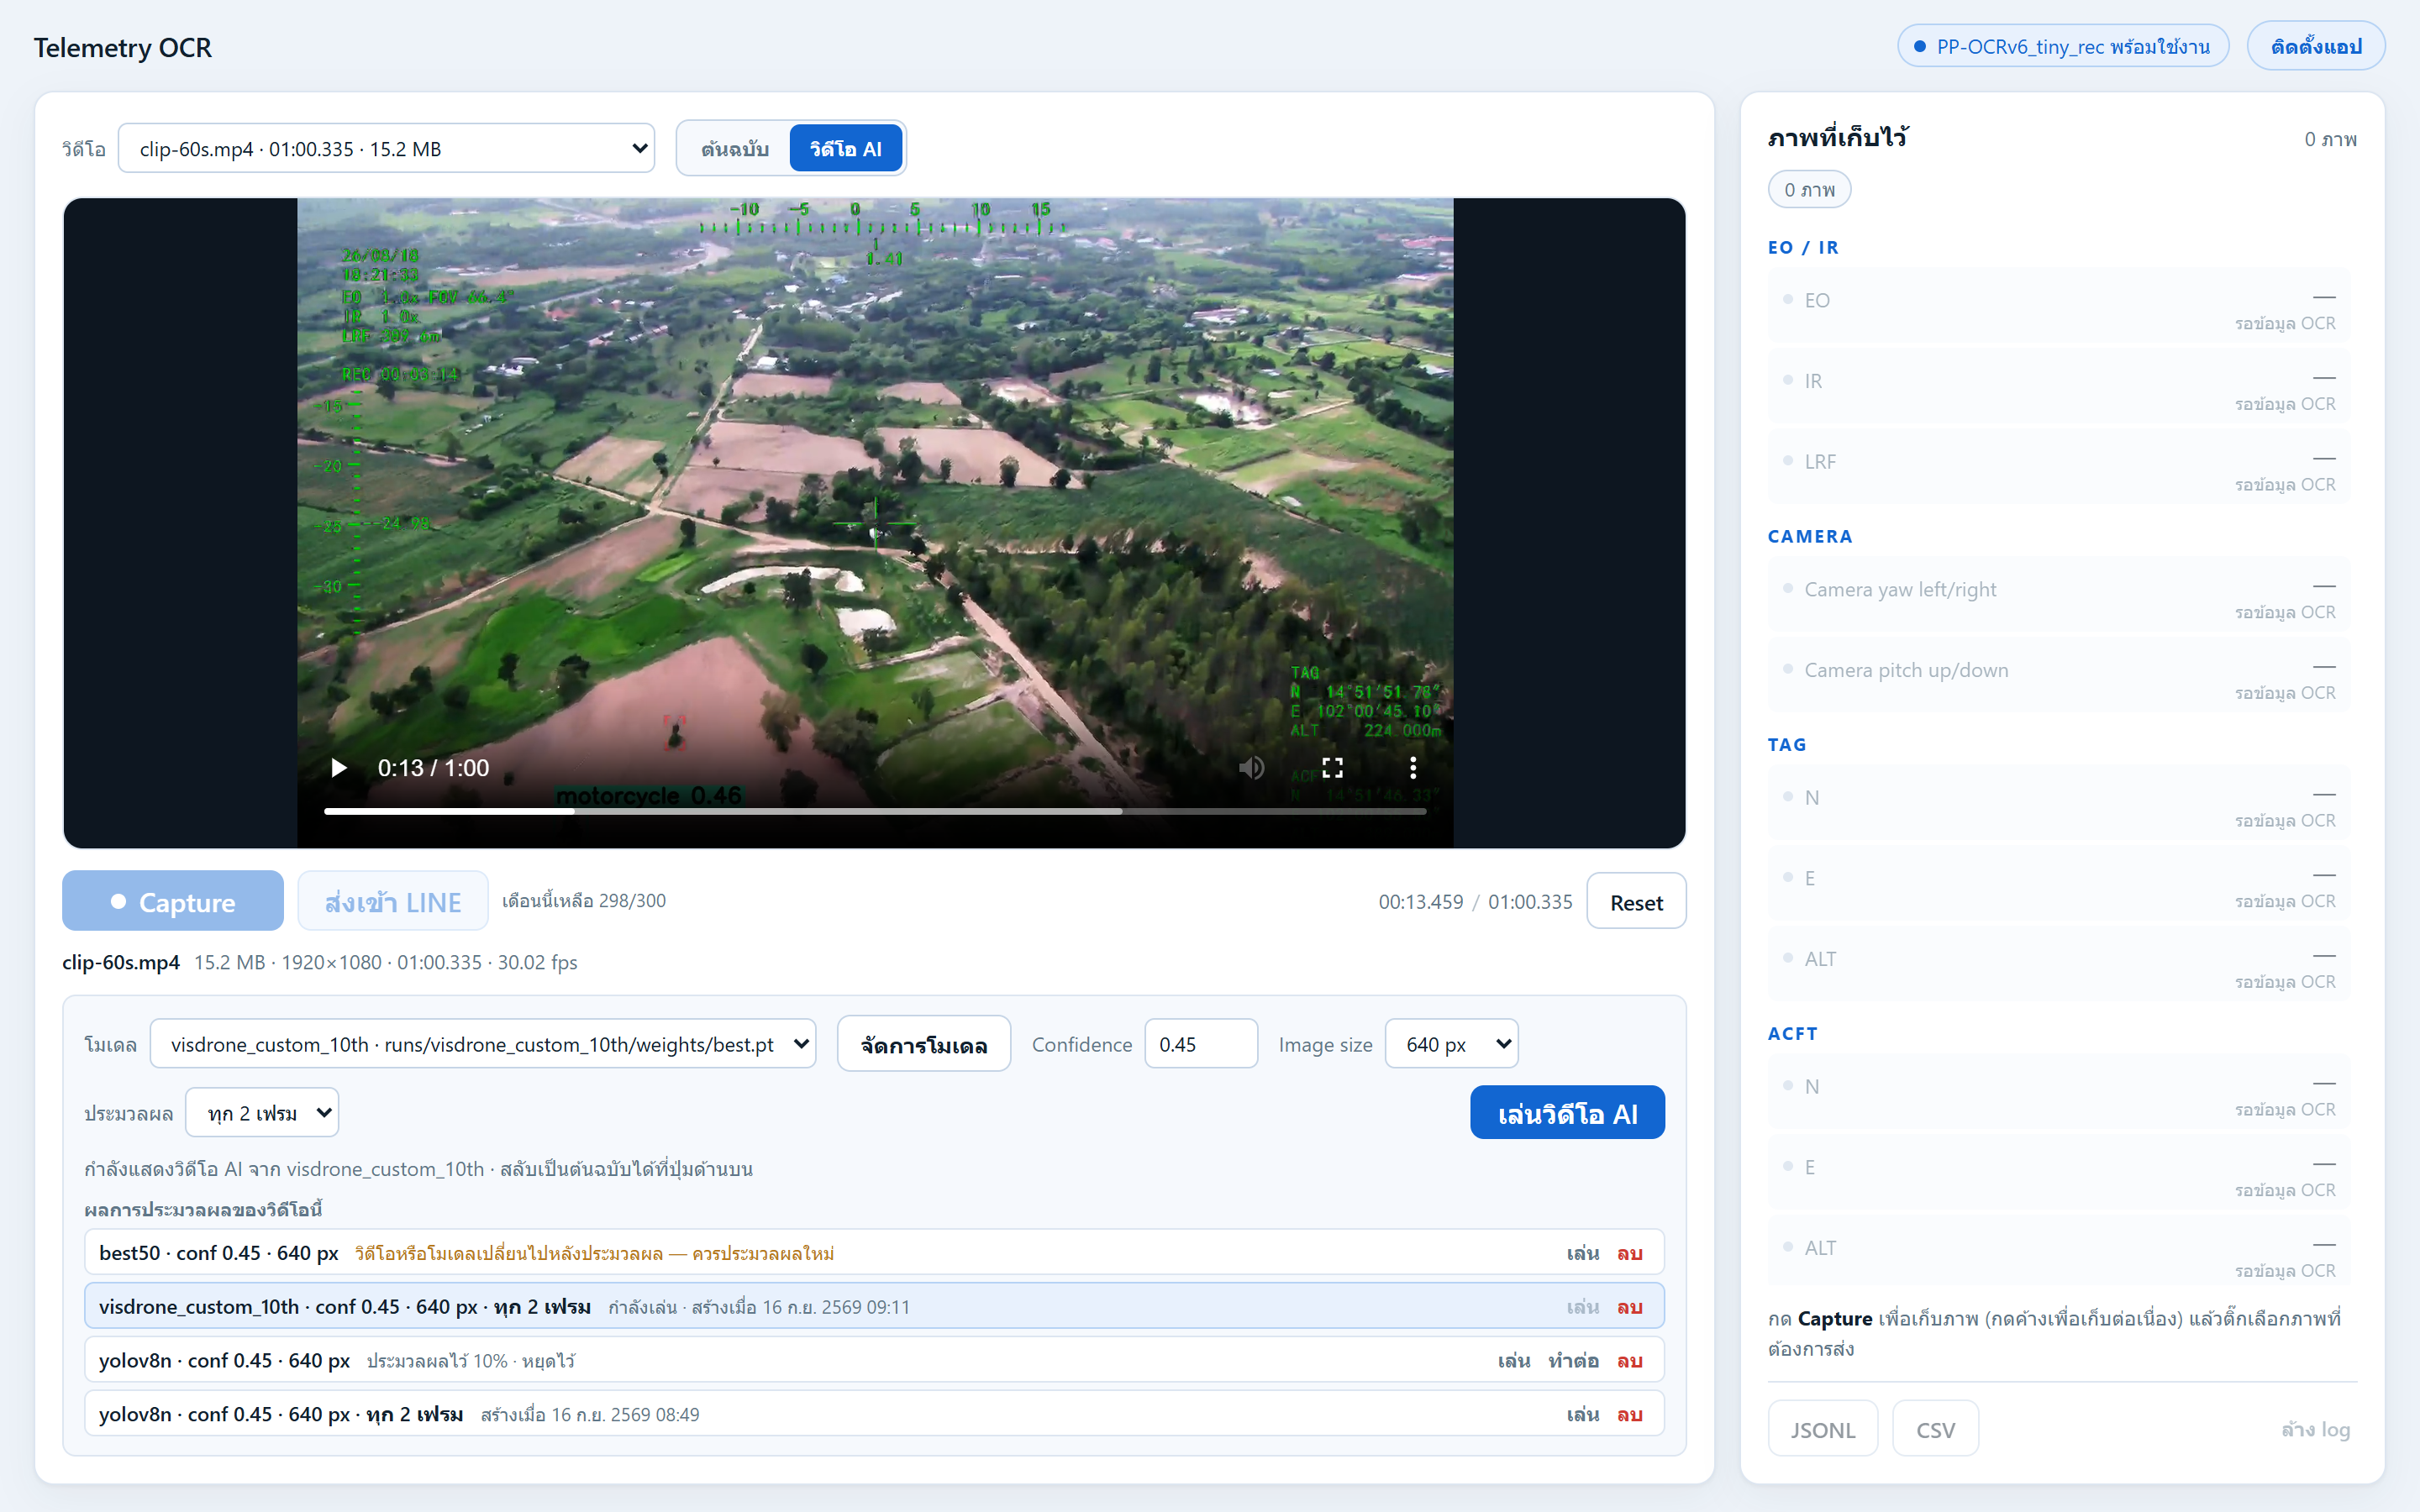 Telemetry OCR
PP-OCRv6_tiny_rec พร้อมใช้งาน
ติดตั้งแอป
วิดีโอ
clip-60s.mp4 · 01:00.335 · 15.2 MB
ต้นฉบับ
วิดีโอ AI
-10 -5 0 5 10 15
1
1.41
26/08/18
EO 1.0x FOV 66.4°
IR 1.0x
LRF
REC 00:08:14
-15
-20
-25 -24.98
-30
TAG
N 14°51'51.78"
E 102°00'45.10"
ALT 224.000m
ACFT
N 14°51'46.33"
motorcycle 0.46
0:13 / 1:00
Capture
ส่งเข้า LINE
เดือนนี้เหลือ 298/300
00:13.459 / 01:00.335
Reset
clip-60s.mp4 15.2 MB · 1920×1080 · 01:00.335 · 30.02 fps
โมเดล
visdrone_custom_10th · runs/visdrone_custom_10th/weights/best.pt
จัดการโมเดล
Confidence
0.45
Image size
640 px
ประมวลผล
ทุก 2 เฟรม
เล่นวิดีโอ AI
กำลังแสดงวิดีโอ AI จาก visdrone_custom_10th · สลับเป็นต้นฉบับได้ที่ปุ่มด้านบน
ผลการประมวลผลของวิดีโอนี้
best50 · conf 0.45 · 640 px วิดีโอหรือโมเดลเปลี่ยนไปหลังประมวลผล — ควรประมวลผลใหม่ เล่น ลบ
visdrone_custom_10th · conf 0.45 · 640 px · ทุก 2 เฟรม กำลังเล่น · สร้างเมื่อ 16 ก.ย. 2569 09:11 เล่น ลบ
yolov8n · conf 0.45 · 640 px ประมวลผลไว้ 10% · หยุดไว้ เล่น ทำต่อ ลบ
yolov8n · conf 0.45 · 640 px · ทุก 2 เฟรม สร้างเมื่อ 16 ก.ย. 2569 08:49 เล่น ลบ
ภาพที่เก็บไว้
0 ภาพ
0 ภาพ
EO / IR
EO —
รอข้อมูล OCR
IR —
รอข้อมูล OCR
LRF —
รอข้อมูล OCR
CAMERA
Camera yaw left/right —
รอข้อมูล OCR
Camera pitch up/down —
รอข้อมูล OCR
TAG
N —
รอข้อมูล OCR
E —
รอข้อมูล OCR
ALT —
รอข้อมูล OCR
ACFT
N —
รอข้อมูล OCR
E —
รอข้อมูล OCR
ALT —
รอข้อมูล OCR
กด Capture เพื่อเก็บภาพ (กดค้างเพื่อเก็บต่อเนื่อง) แล้วติ๊กเลือกภาพที่
ต้องการส่ง
JSONL
CSV
ล้าง log